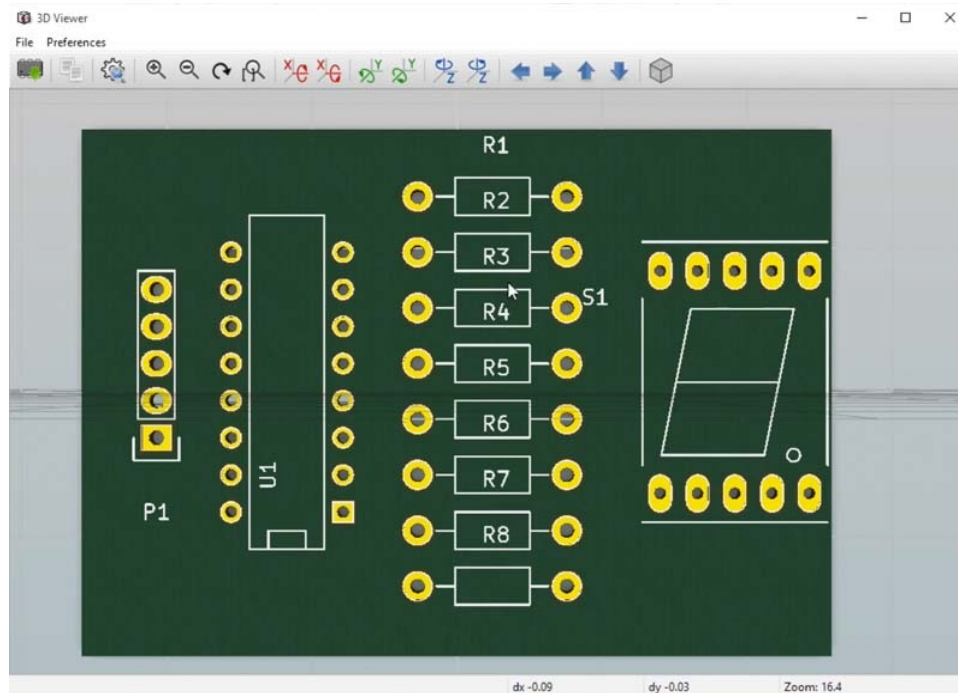 3D Viewer
File Preferences
X X Y Y Z Z
R1
R2
R3
R4
S1
R5
R6
R7
R8
U1
P1
dx -0.09 dy -0.03 Zoom: 16.4